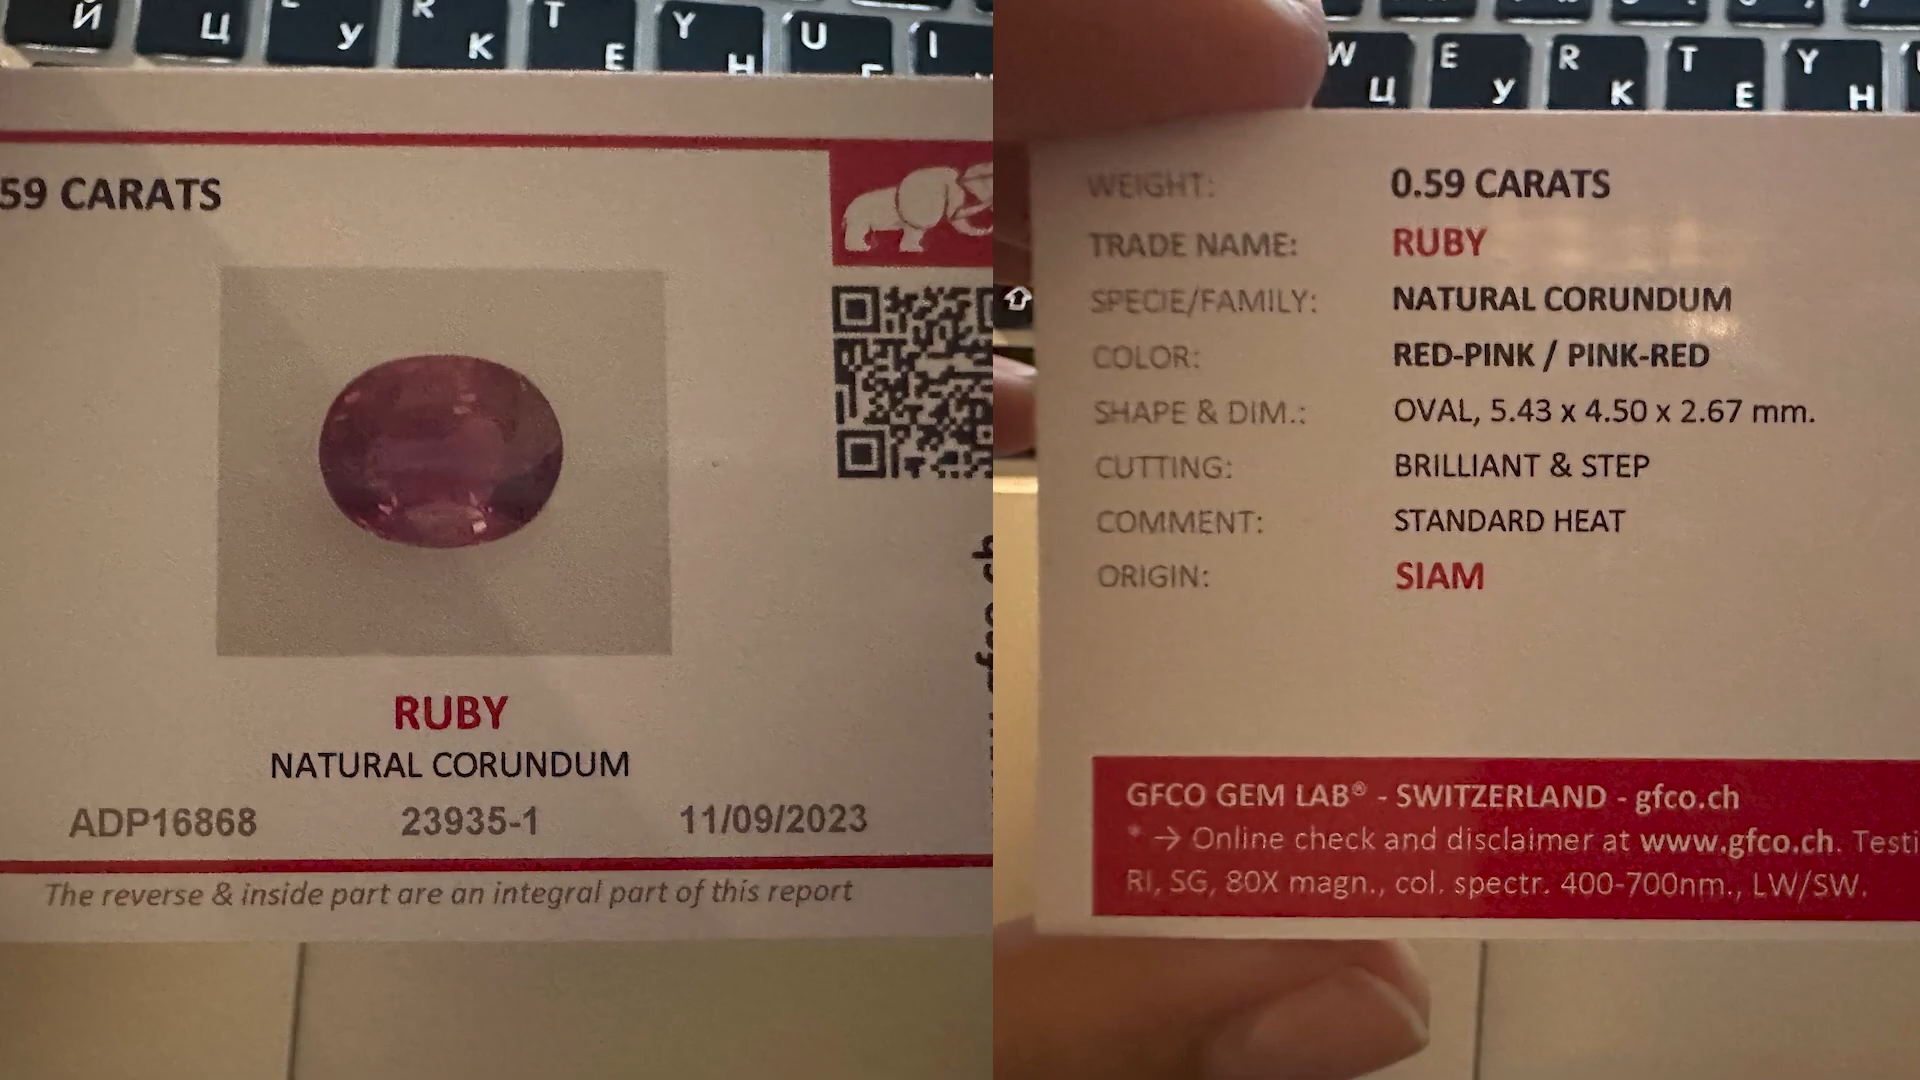 Й Ц У R K T E Y H U I
59 CARATS
RUBY
NATURAL CORUNDUM
ADP16868 23935-1 11/09/2023
The reverse & inside part are an integral part of this report
W Ц E У R K T E Y H
WEIGHT: 0.59 CARATS
TRADE NAME: RUBY
SPECIE/FAMILY: NATURAL CORUNDUM
COLOR: RED-PINK / PINK-RED
SHAPE & DIM.: OVAL, 5.43 x 4.50 x 2.67 mm.
CUTTING: BRILLIANT & STEP
COMMENT: STANDARD HEAT
ORIGIN: SIAM
GFCO GEM LAB® - SWITZERLAND - gfco.ch
* → Online check and disclaimer at www.gfco.ch. Testi
RI, SG, 80X magn., col. spectr. 400-700nm., LW/SW.